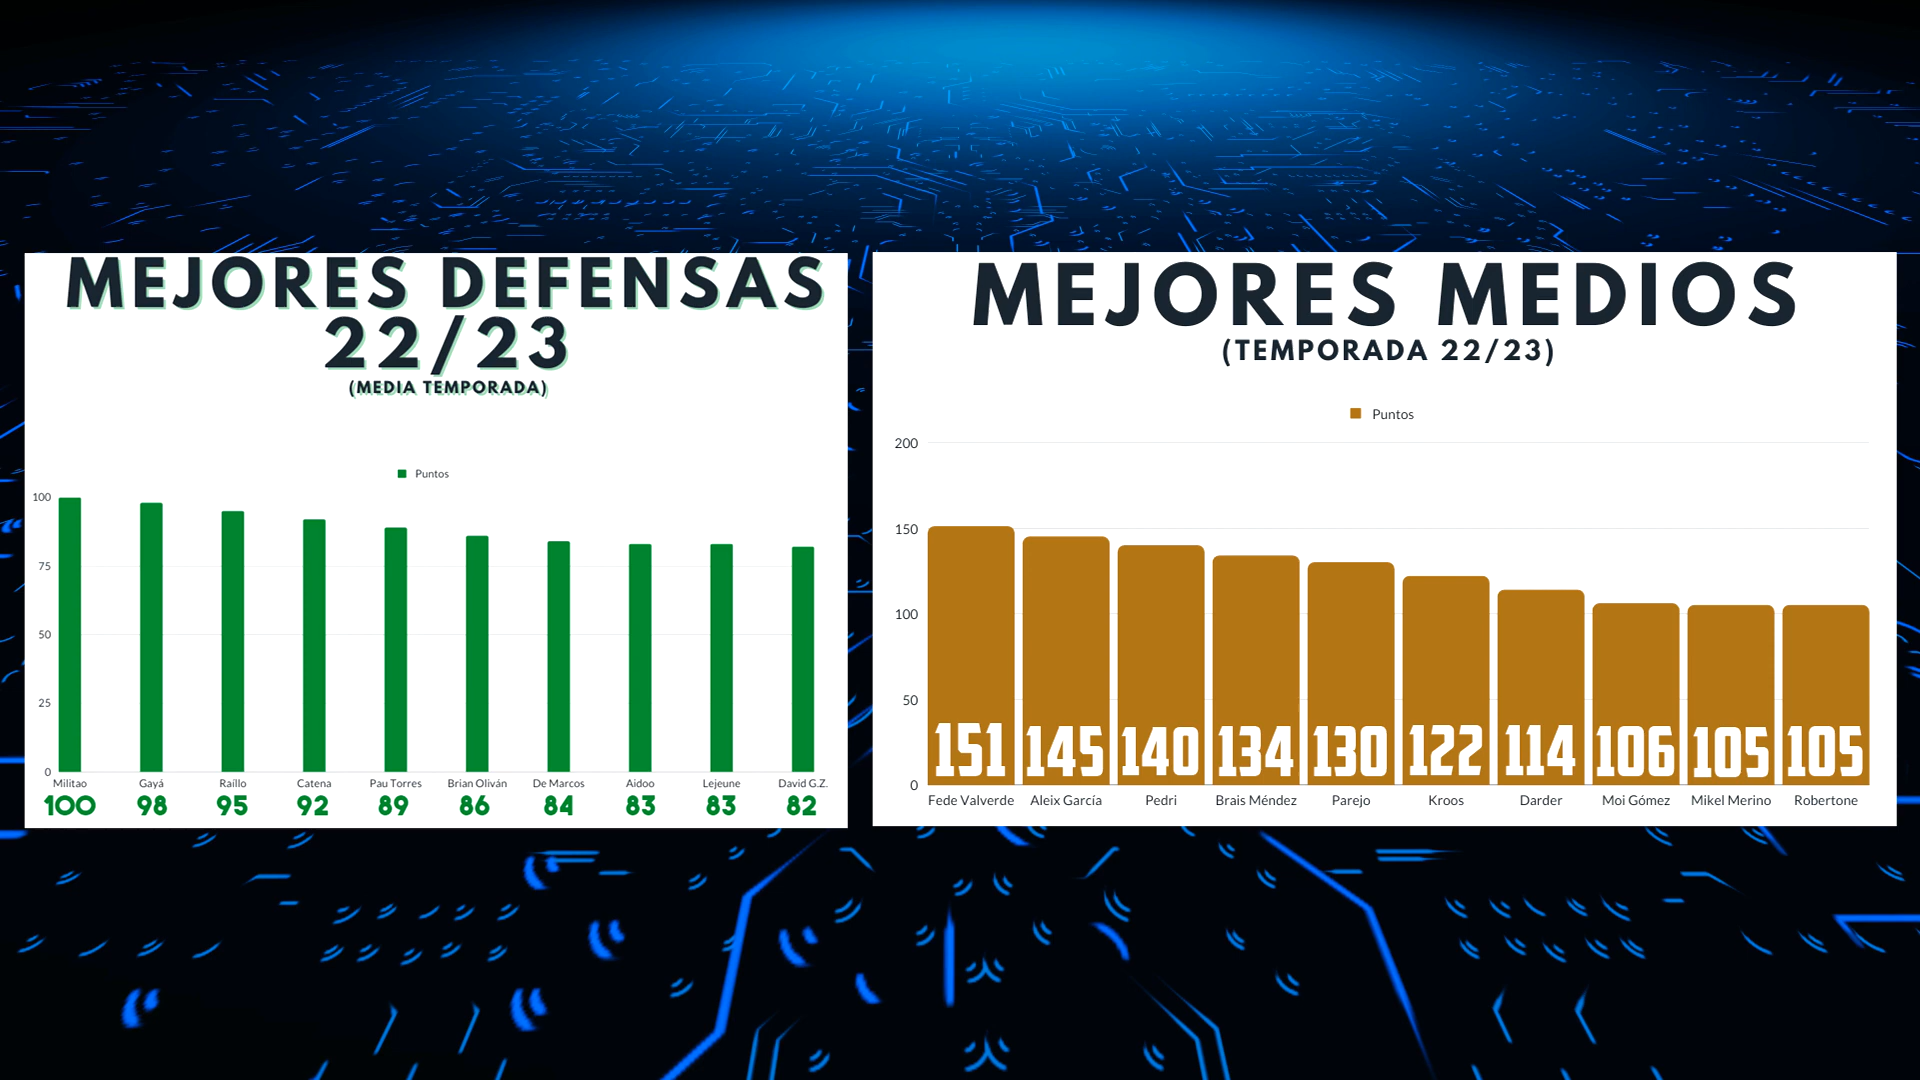 MEJORES DEFENSAS
22/23
(MEDIA TEMPORADA)
Puntos
100
75
50
25
0
Militao Gayá Raíllo Catena Pau Torres Brian Oliván De Marcos Aidoo Lejeune David G.Z.
100 98 95 92 89 86 84 83 83 82
MEJORES MEDIOS
(TEMPORADA 22/23)
Puntos
200
150
100
50
0
151 145 140 134 130 122 114 106 105 105
Fede Valverde Aleix García Pedri Brais Méndez Parejo Kroos Darder Moi Gómez Mikel Merino Robertone